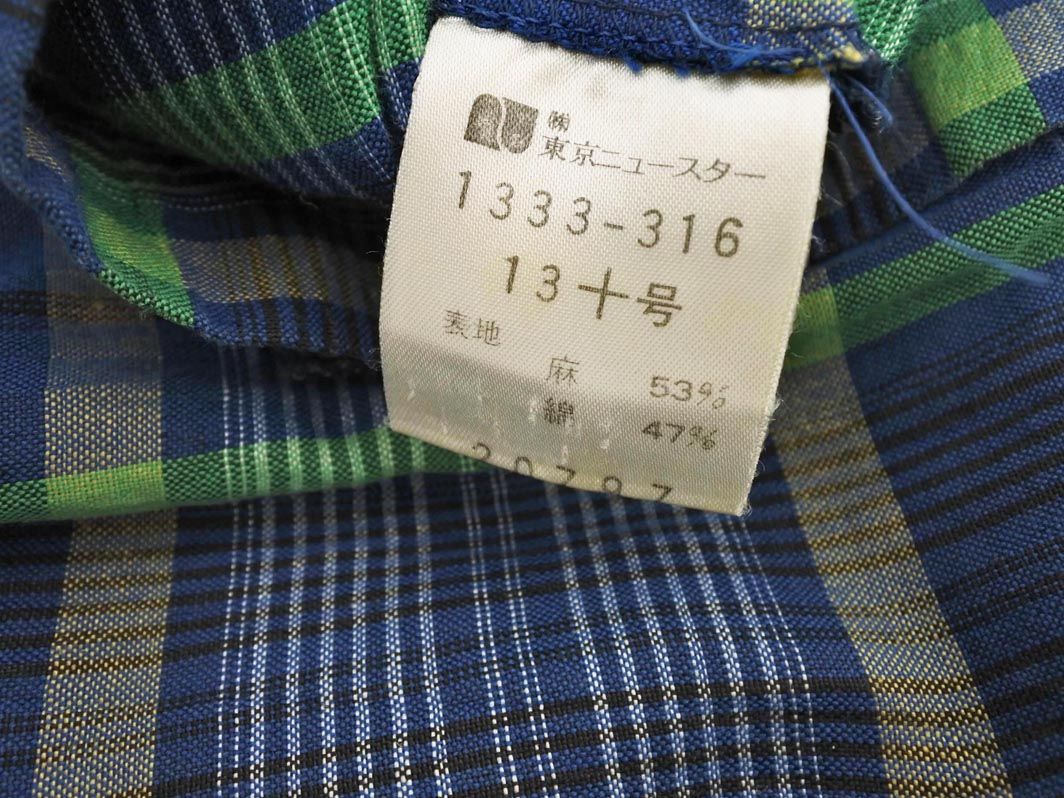 ㈱
東京ニュースター
1333-316
13十号
表地
麻 53%
綿 47%